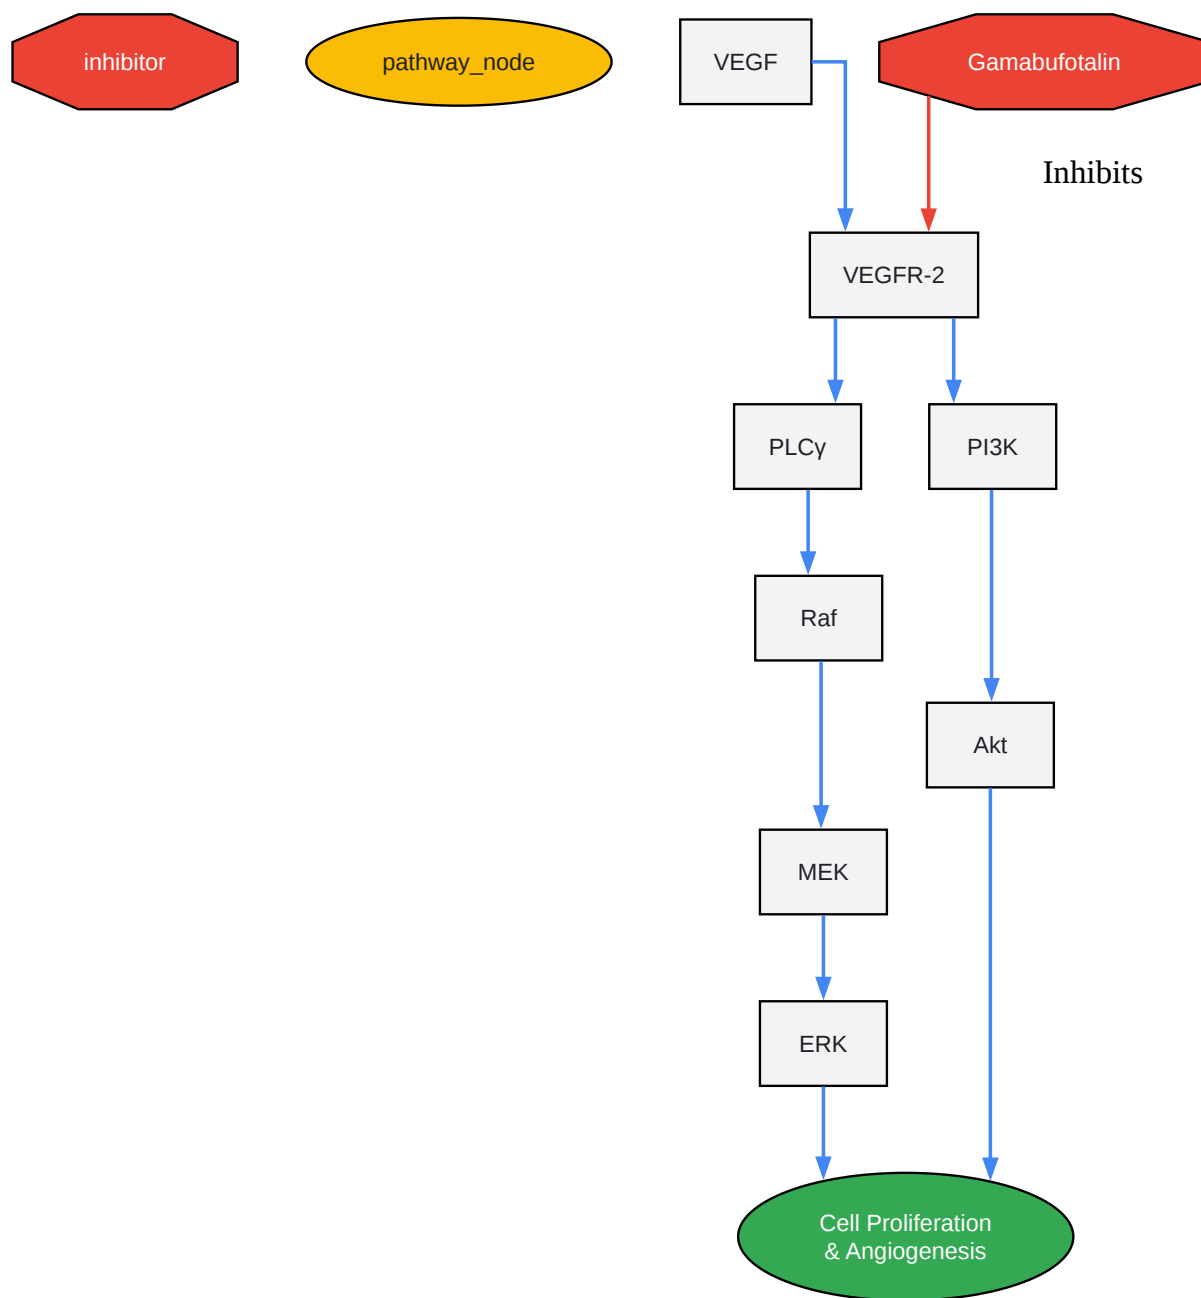 inhibitor
pathway_node
VEGF
Gamabufotalin
Inhibits
VEGFR-2
PLCγ
PI3K
Raf
Akt
MEK
ERK
Cell Proliferation
& Angiogenesis